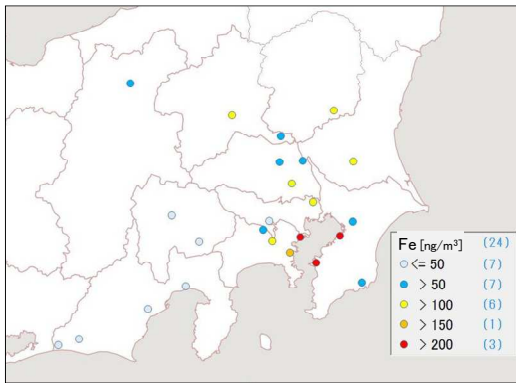 Fe [ng/m³] (24)
<= 50 (7)
> 50 (7)
> 100 (6)
> 150 (1)
> 200 (3)